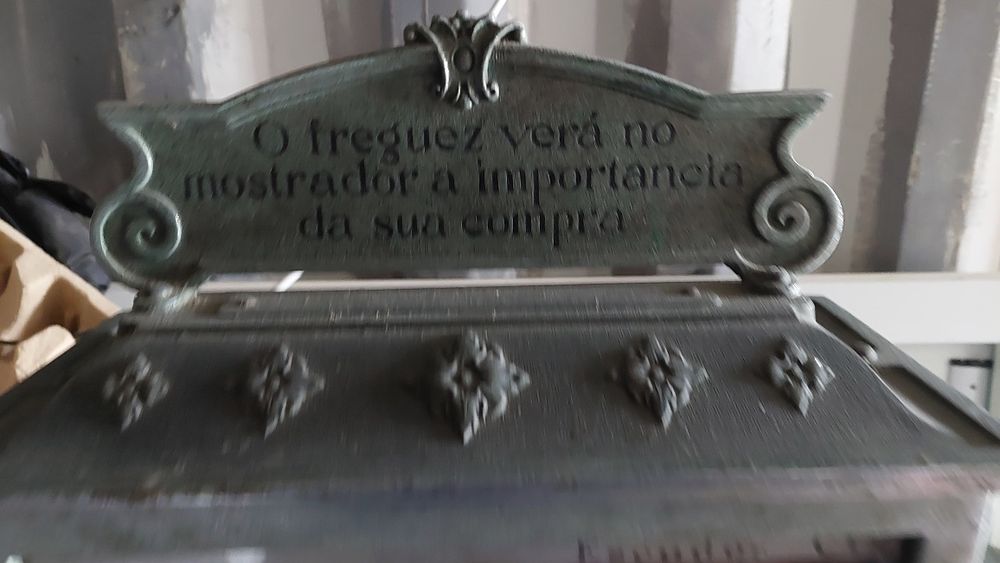 O freguez verá no
mostrador a importancia
da sua compra